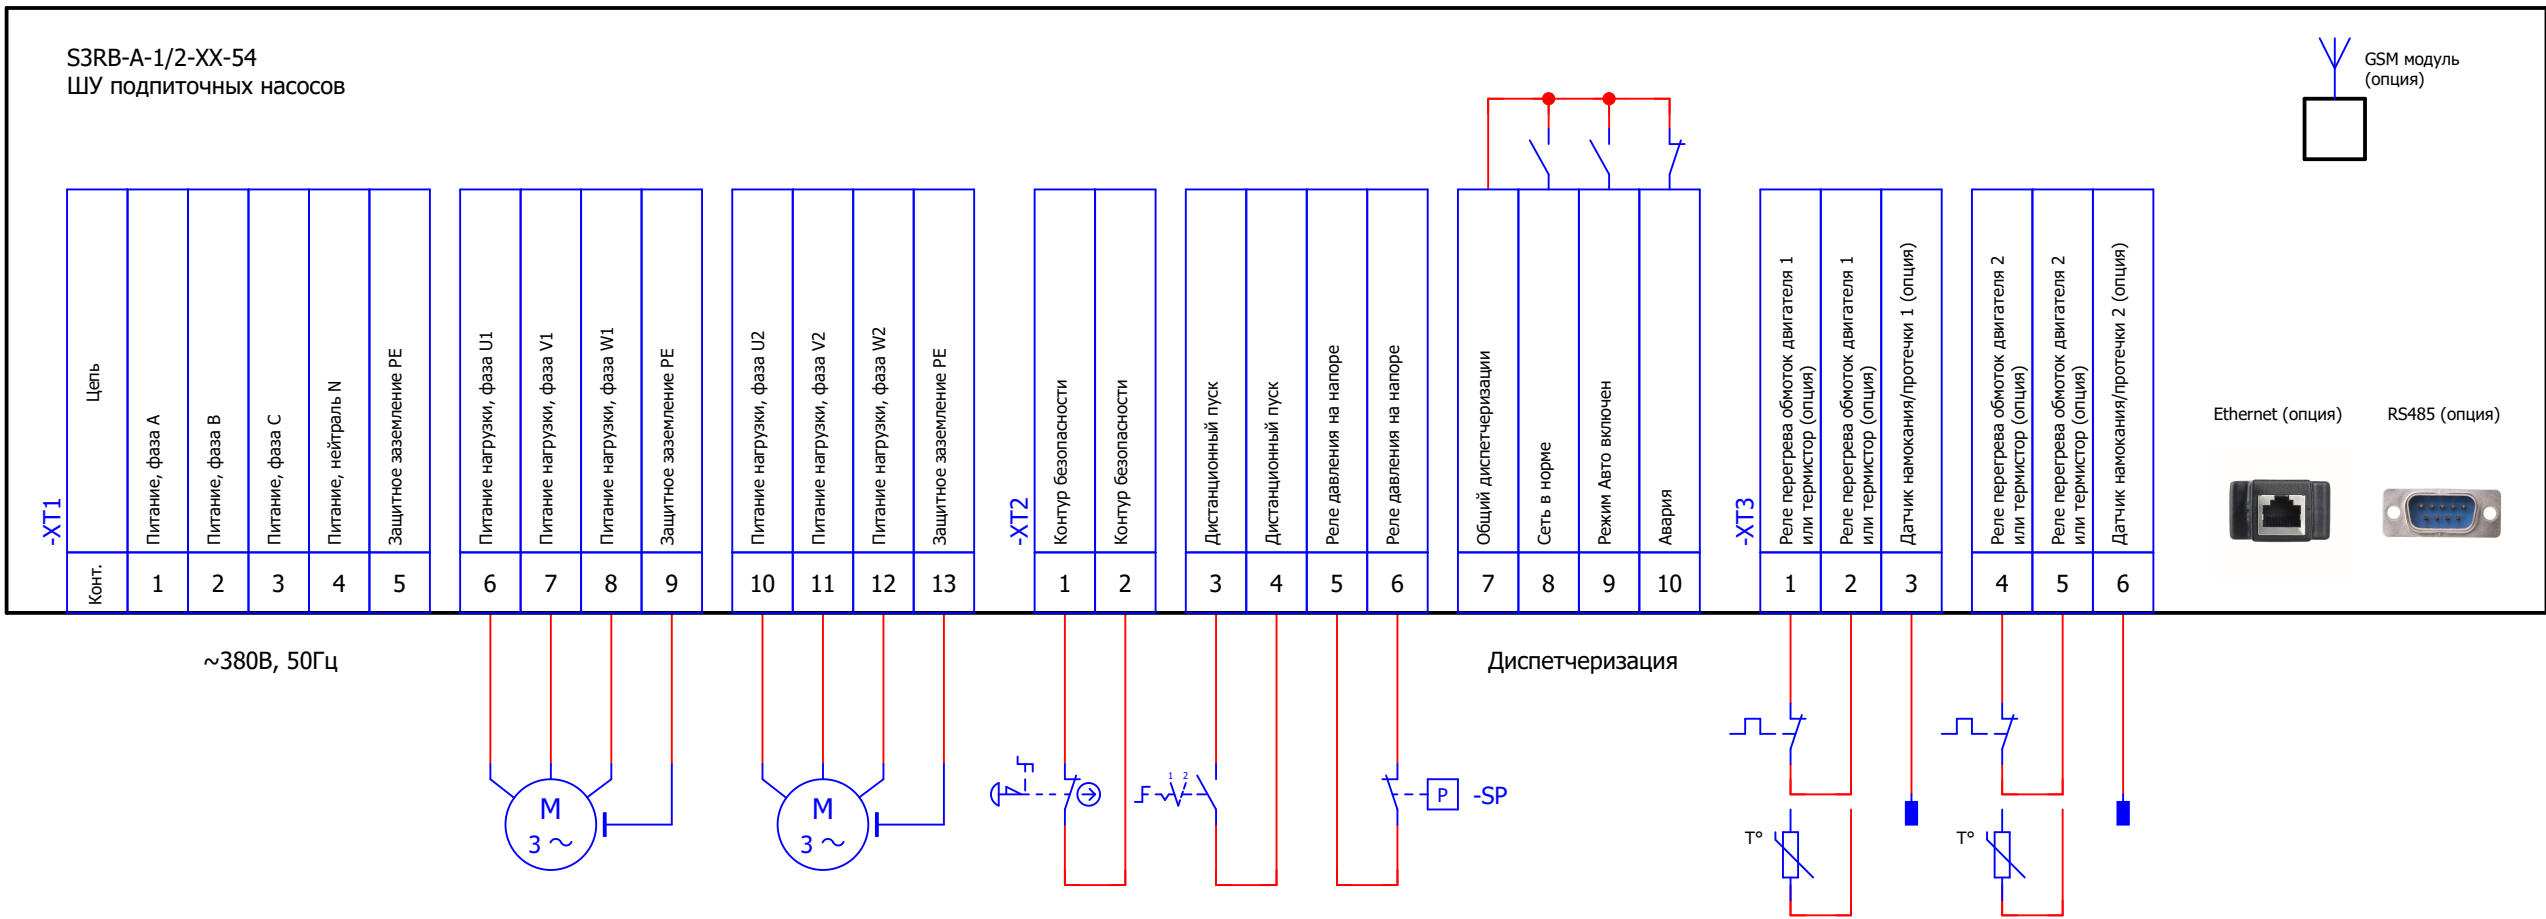 S3RB-A-1/2-XX-54
ШУ подпиточных насосов
GSM модуль
(опция)
-XT1
Цепь
Питание, фаза A
Питание, фаза B
Питание, фаза C
Питание, нейтраль N
Защитное заземление PE
Питание нагрузки, фаза U1
Питание нагрузки, фаза V1
Питание нагрузки, фаза W1
Защитное заземление PE
Питание нагрузки, фаза U2
Питание нагрузки, фаза V2
Питание нагрузки, фаза W2
Защитное заземление PE
-XT2
Контур безопасности
Контур безопасности
Дистанционный пуск
Дистанционный пуск
Реле давления на напоре
Реле давления на напоре
Общий диспетчеризации
Сеть в норме
Режим Авто включен
Авария
-XT3
Реле перегрева обмоток двигателя 1
или термистор (опция)
Реле перегрева обмоток двигателя 1
или термистор (опция)
Датчик намокания/протечки 1 (опция)
Реле перегрева обмоток двигателя 2
или термистор (опция)
Реле перегрева обмоток двигателя 2
или термистор (опция)
Датчик намокания/протечки 2 (опция)
Ethernet (опция)
RS485 (опция)
Конт.
1
2
3
4
5
6
7
8
9
10
11
12
13
1
2
3
4
5
6
7
8
9
10
1
2
3
4
5
6
~380В, 50Гц
Диспетчеризация
M
3 ~
M
3 ~
1 2
P
-SP
T°
T°